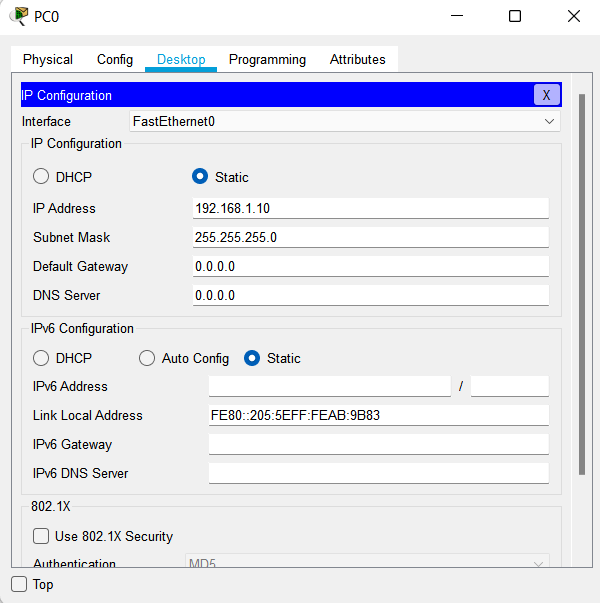 PC0
Physical Config Desktop Programming Attributes
IP Configuration X
Interface FastEthernet0
IP Configuration
DHCP Static
IP Address 192.168.1.10
Subnet Mask 255.255.255.0
Default Gateway 0.0.0.0
DNS Server 0.0.0.0
IPv6 Configuration
DHCP Auto Config Static
IPv6 Address /
Link Local Address FE80::205:5EFF:FEAB:9B83
IPv6 Gateway
IPv6 DNS Server
802.1X
Use 802.1X Security
Authentication MD5
Top